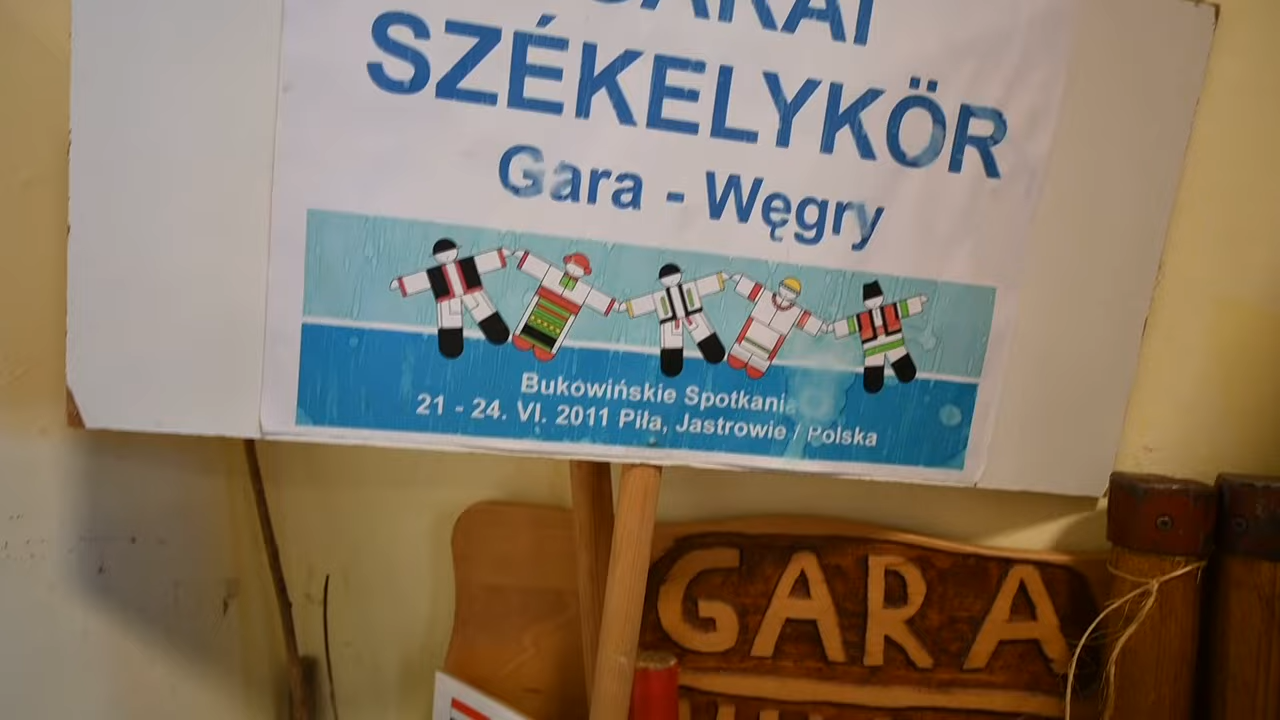 SZÉKELYKÖR
Gara - Węgry
Bukowińskie Spotkania
21 - 24. VI. 2011 Piła, Jastrowie / Polska
GARA